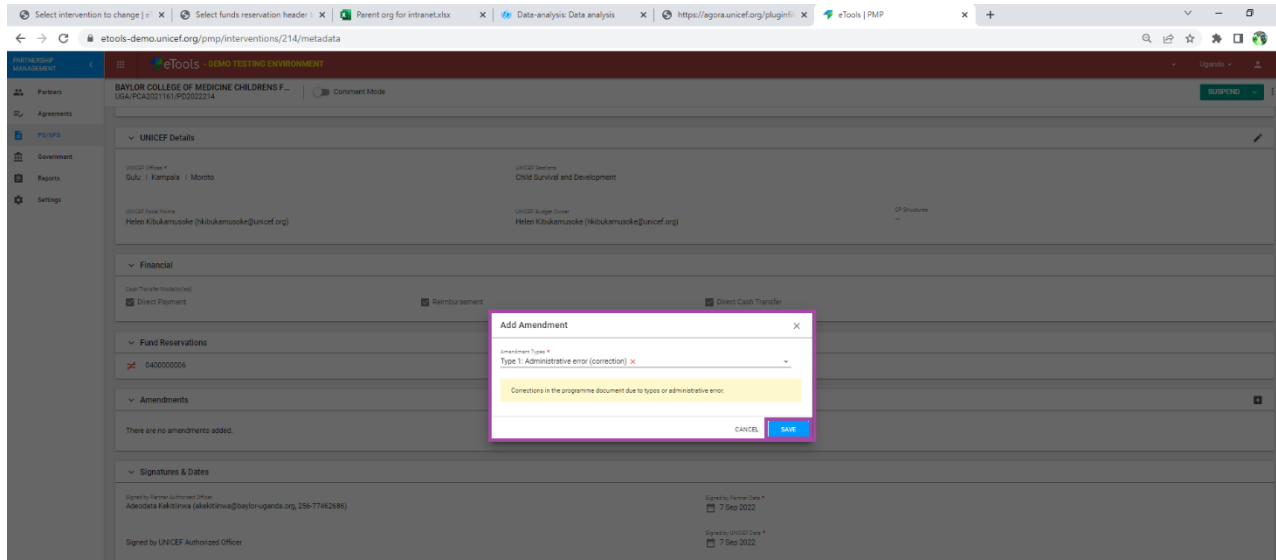 Select intervention to change | eT
Select funds reservation header t
Parent org for intranet.xlsx
Data-analysis: Data analysis
https://agora.unicef.org/pluginfil
eTools | PMP
etools-demo.unicef.org/pmp/interventions/214/metadata
PARTNERSHIP MANAGEMENT
eTools - DEMO TESTING ENVIRONMENT
Uganda
Partners
Agreements
PD/SPD
Government
Reports
Settings
BAYLOR COLLEGE OF MEDICINE CHILDRENS F...
UGA/PCA2021161/PD2022214
Comment Mode
SUSPEND
UNICEF Details
UNICEF Offices *
Gulu | Kampala | Moroto
UNICEF Sections
Child Survival and Development
UNICEF Focal Points
Helen Kibukamusoke (hkibukamusoke@unicef.org)
UNICEF Budget Owner
Helen Kibukamusoke (hkibukamusoke@unicef.org)
CP Structures
—
Financial
Cash Transfer Modality(ies)
Direct Payment
Reimbursement
Direct Cash Transfer
Fund Reservations
0400000006
Amendments
There are no amendments added.
Add Amendment
Amendment Types *
Type 1: Administrative error (correction)
Corrections in the programme document due to typos or administrative error.
CANCEL
SAVE
Signatures & Dates
Signed by Partner Authorized Officer
Adeodata Kekitiinwa (akekitiinwa@baylor-uganda.org, 256-77462686)
Signed by Partner Date *
7 Sep 2022
Signed by UNICEF Authorized Officer
Signed by UNICEF Date *
7 Sep 2022